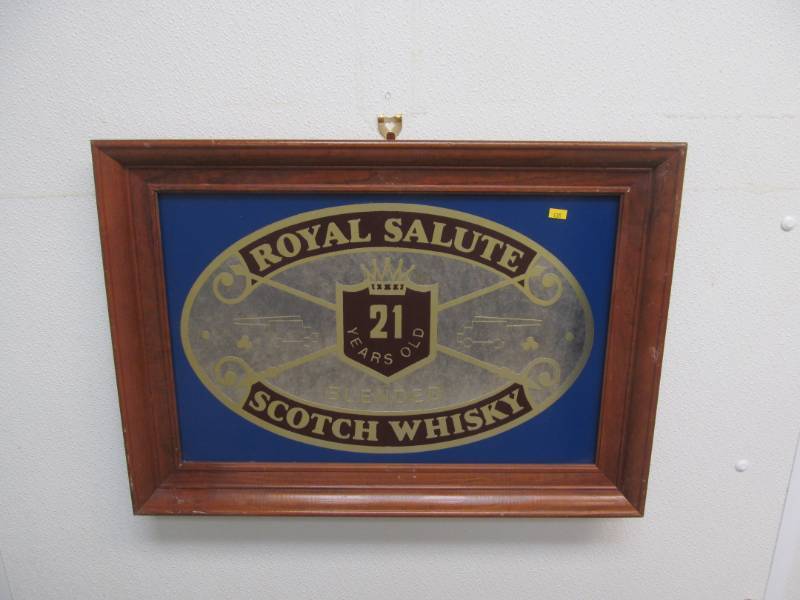 ROYAL SALUTE
21
YEARS OLD
BLENDED
SCOTCH WHISKY